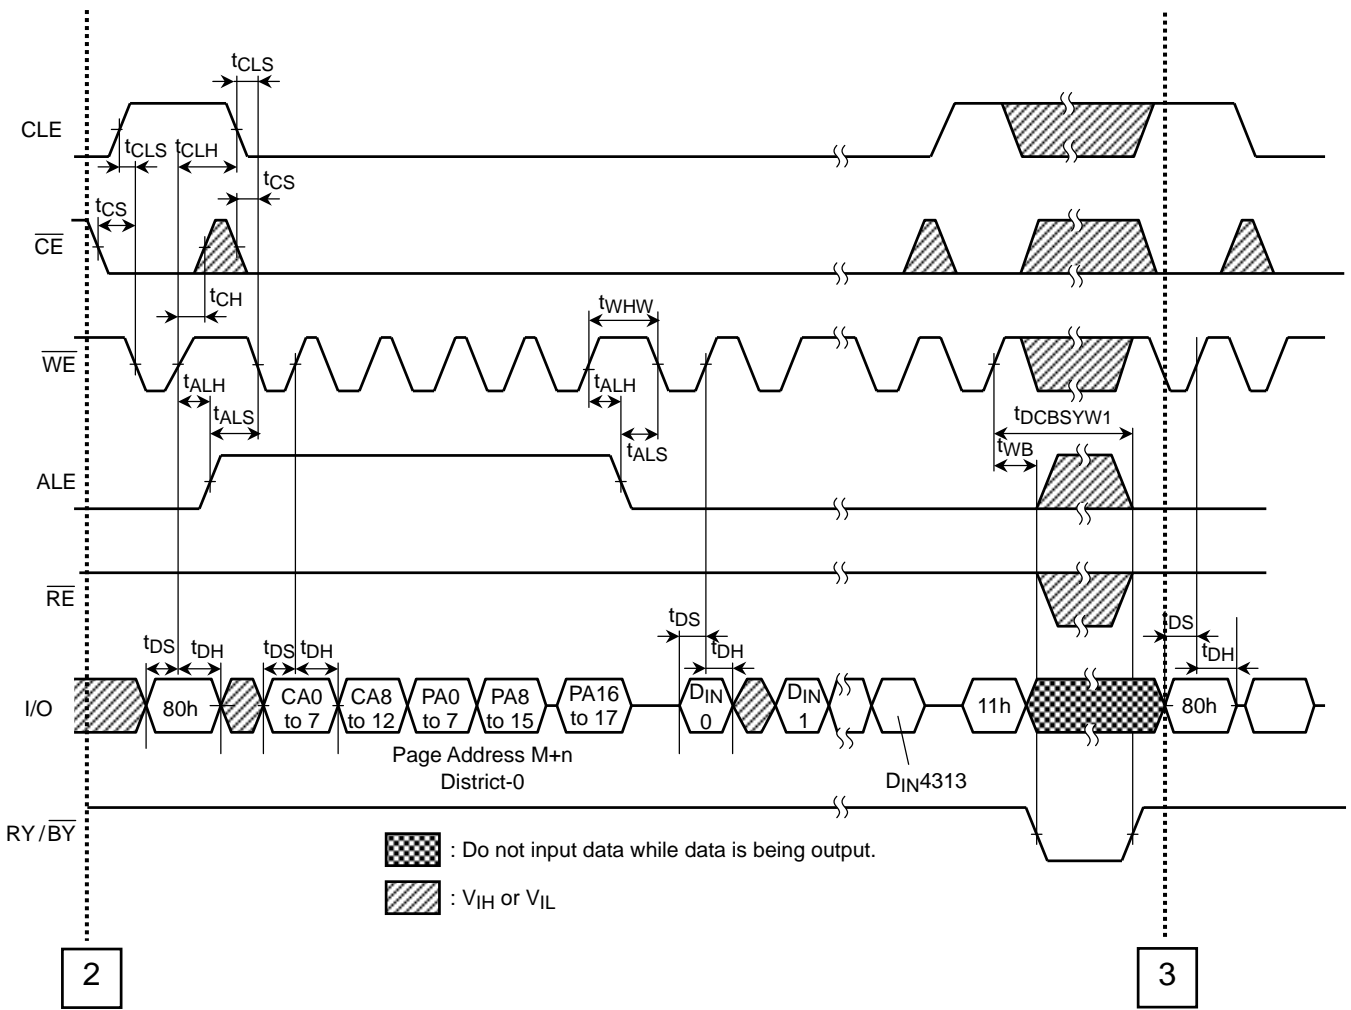 tCLS
CLE
tCLS
tCLH
tCS
tCS
CE
tCH
tWHW
WE
tALH
tALH
tALS
tDCBSYW1
tALS
tWB
ALE
RE
tDS
DS
tDS
tDH
tDS
tDH
tDH
tDH
I/O
80h
CA0 to 7
CA8 to 12
PA0 to 7
PA8 to 15
PA16 to 17
DIN 0
DIN 1
11h
80h
Page Address M+n
District-0
DIN4313
RY/BY
: Do not input data while data is being output.
: VIH or VIL
2
3